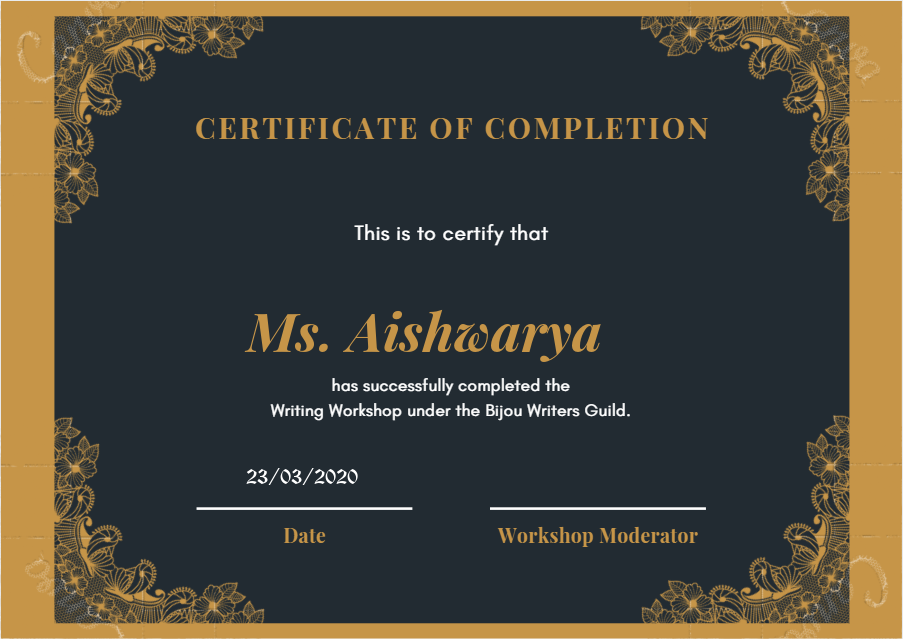 CERTIFICATE OF COMPLETION
This is to certify that
Ms. Aishwarya
has successfully completed the
Writing Workshop under the Bijou Writers Guild.
23/03/2020
Date
Workshop Moderator